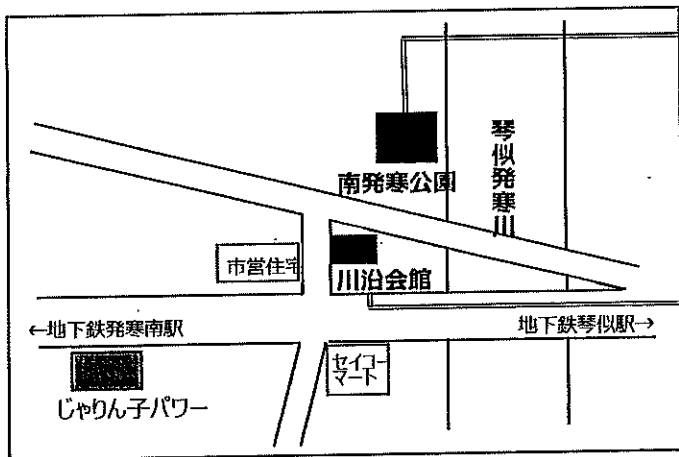 南発寒公園
琴似発寒川
市営住宅
川沿会館
←地下鉄発寒南駅
地下鉄琴似駅→
セイコー
マート
じゃりん子パワー